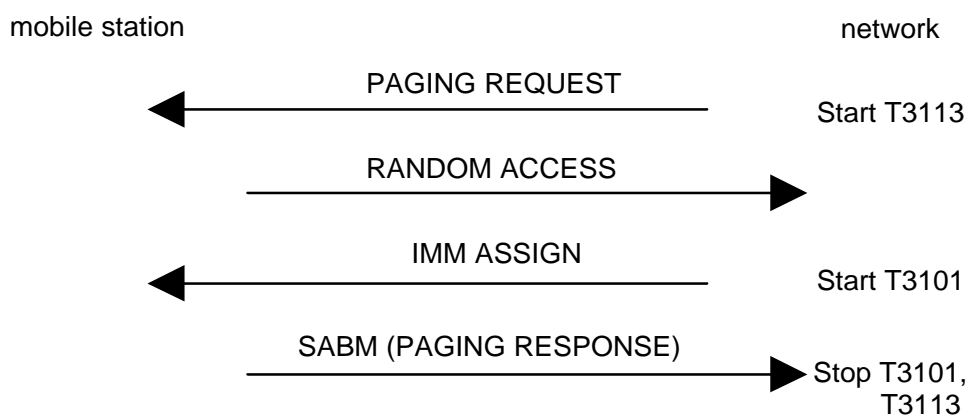 mobile station
network
PAGING REQUEST
Start T3113
RANDOM ACCESS
IMM ASSIGN
Start T3101
SABM (PAGING RESPONSE)
Stop T3101,
T3113